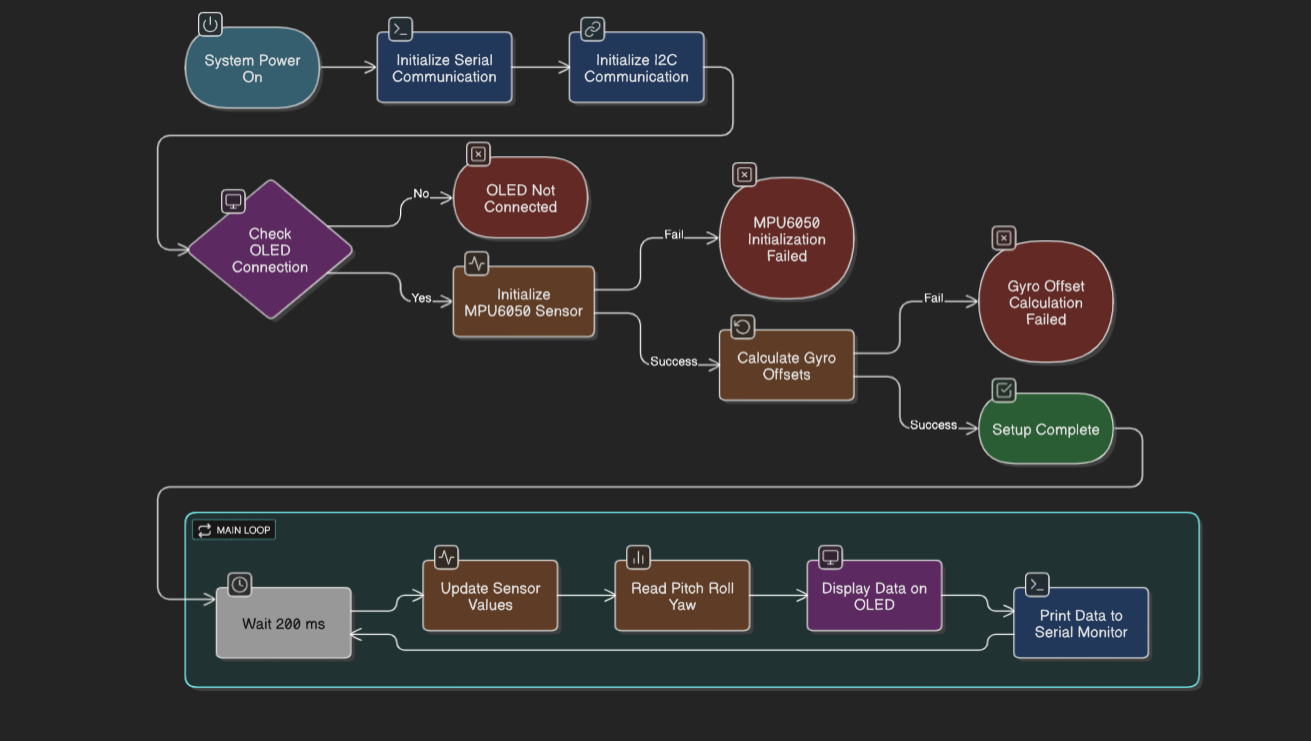 System Power
On
Initialize Serial
Communication
Initialize I2C
Communication
Check
OLED
Connection
No
OLED Not
Connected
Yes
Initialize
MPU6050 Sensor
Fail
MPU6050
Initialization
Failed
Success
Calculate Gyro
Offsets
Fail
Gyro Offset
Calculation
Failed
Success
Setup Complete
MAIN LOOP
Wait 200 ms
Update Sensor
Values
Read Pitch Roll
Yaw
Display Data on
OLED
Print Data to
Serial Monitor